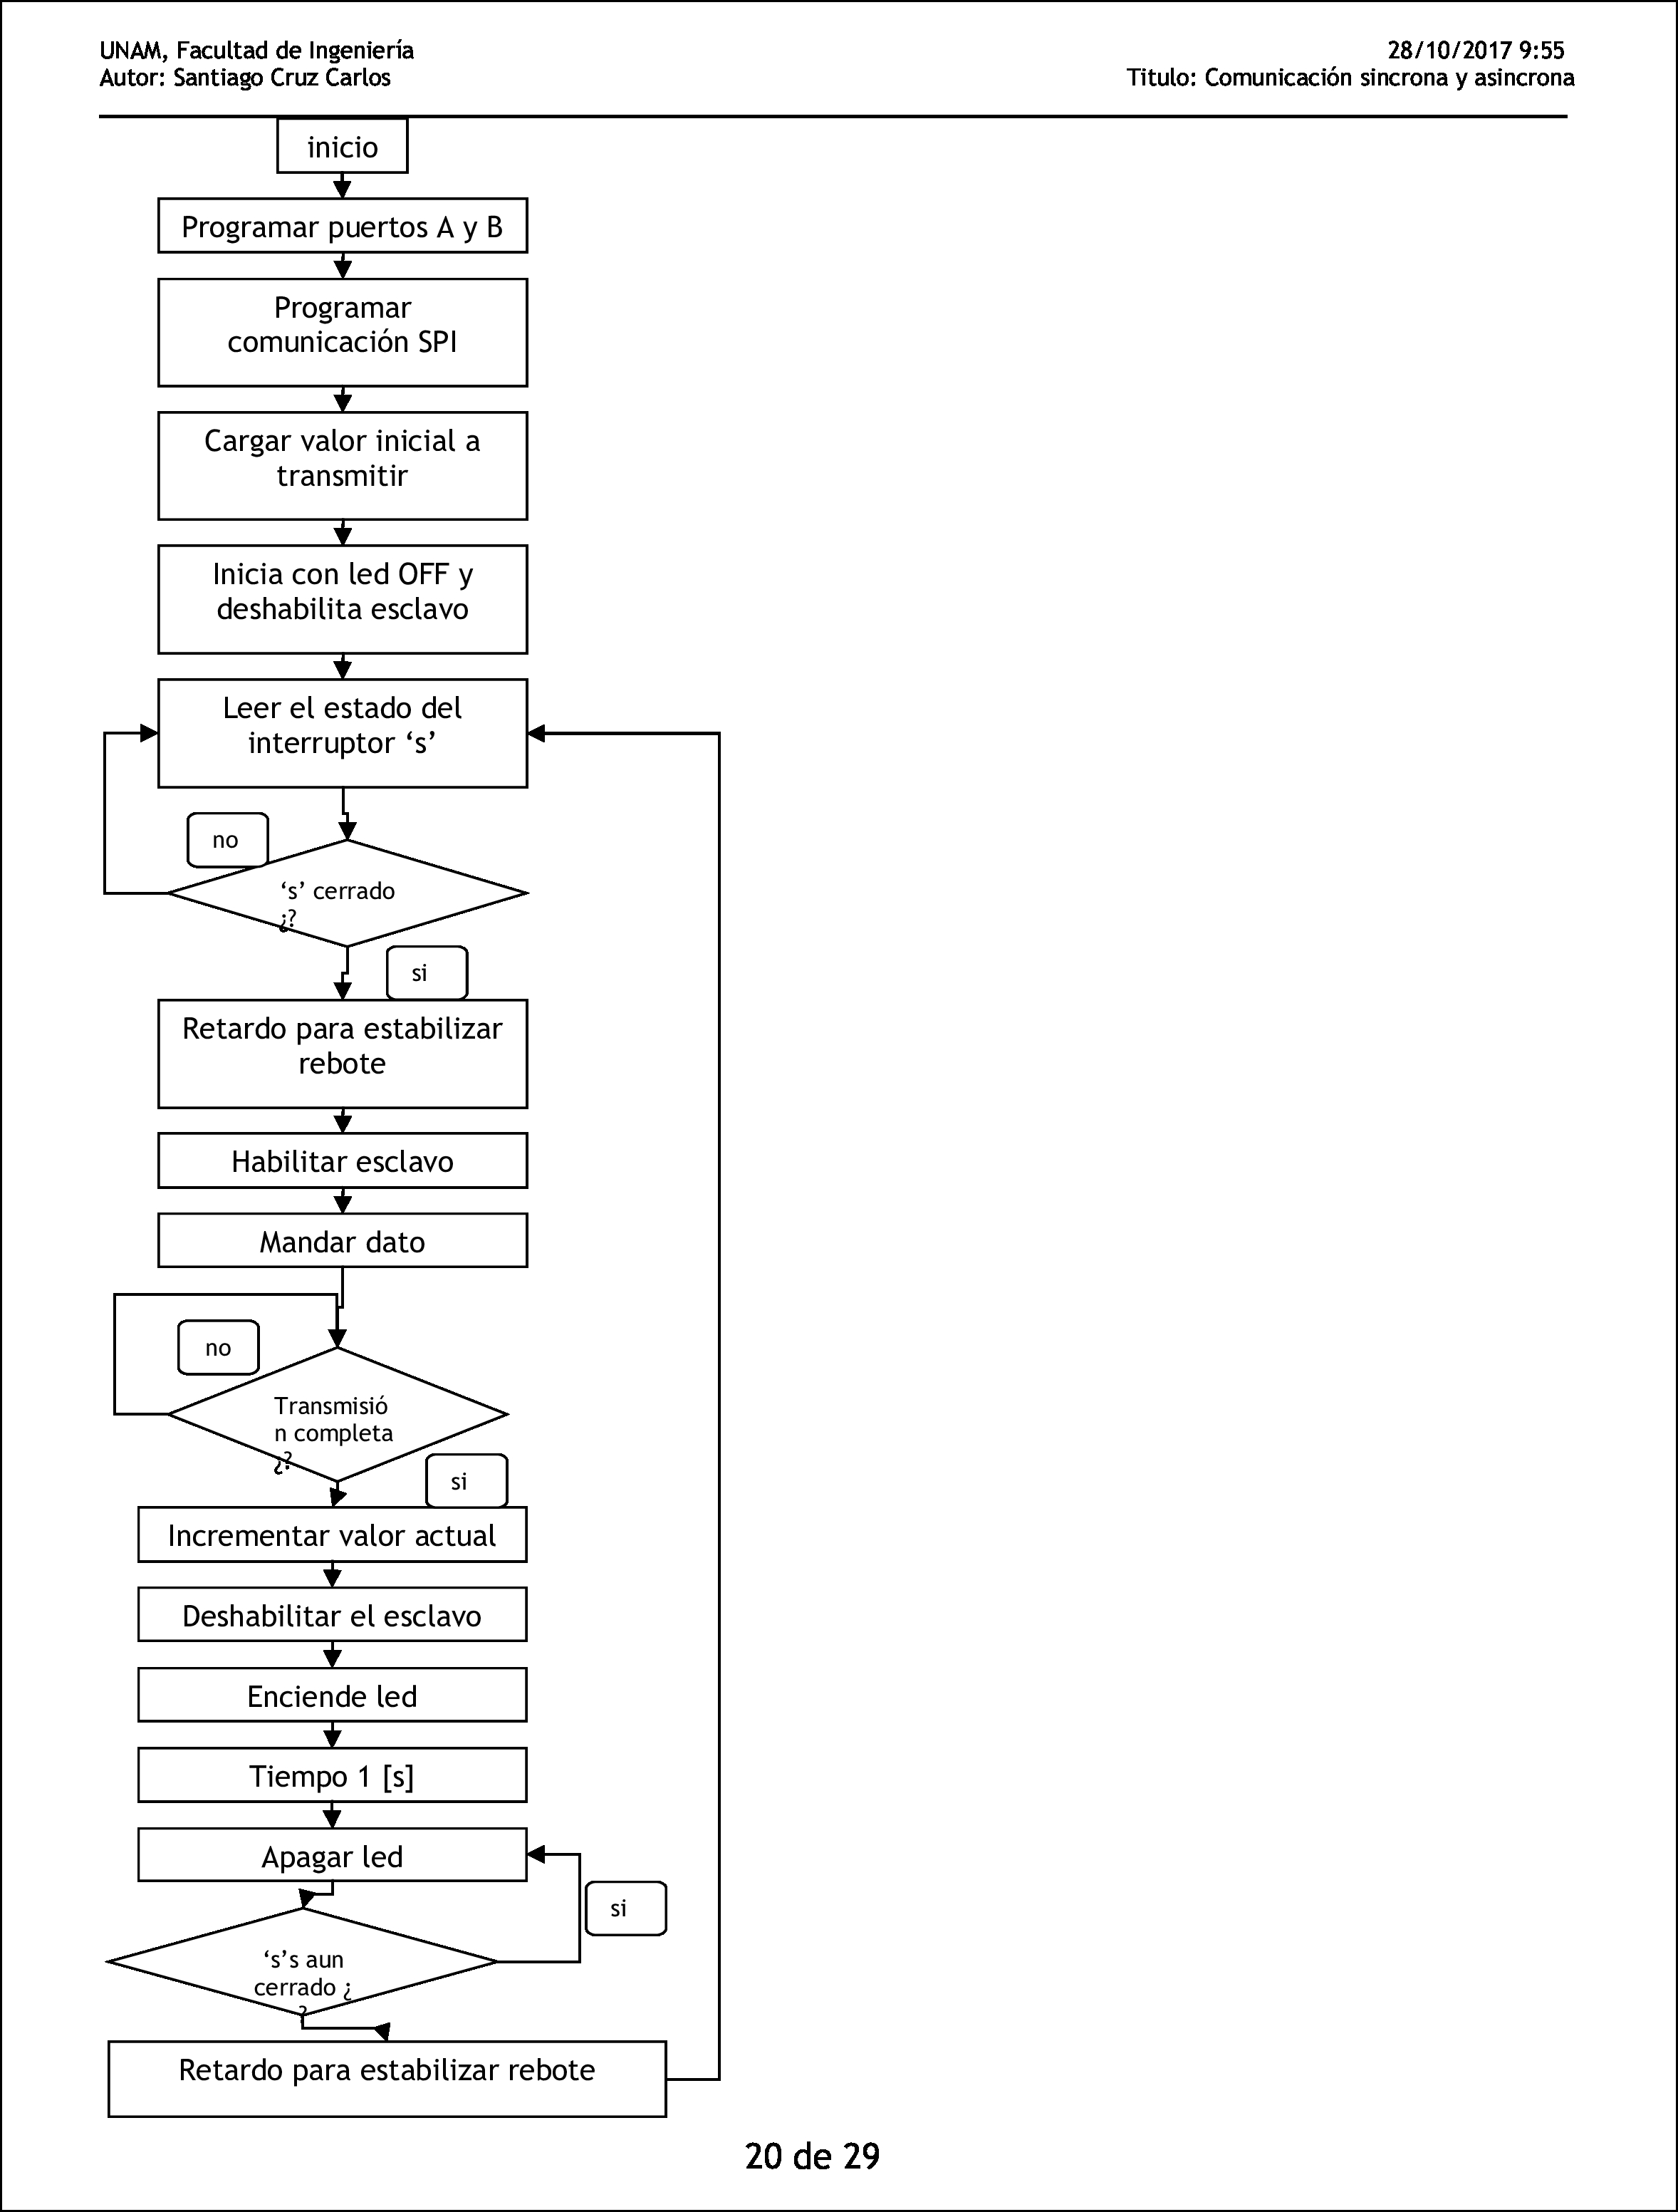 UNAM, Facultad de Ingeniería
28/10/2017 9:55
Autor: Santiago Cruz Carlos
Titulo: Comunicación sincrona y asincrona
inicio
Programar puertos A y B
Programar
comunicación SPI
Cargar valor inicial a
transmitir
Inicia con led OFF y
deshabilita esclavo
Leer el estado del
interruptor ‘s’
no
‘s’ cerrado
¿?
si
Retardo para estabilizar
rebote
Habilitar esclavo
Mandar dato
no
Transmisió
n completa
¿?
si
Incrementar valor actual
Deshabilitar el esclavo
Enciende led
Tiempo 1 [s]
Apagar led
si
‘s’s aun
cerrado ¿
?
Retardo para estabilizar rebote
20 de 29